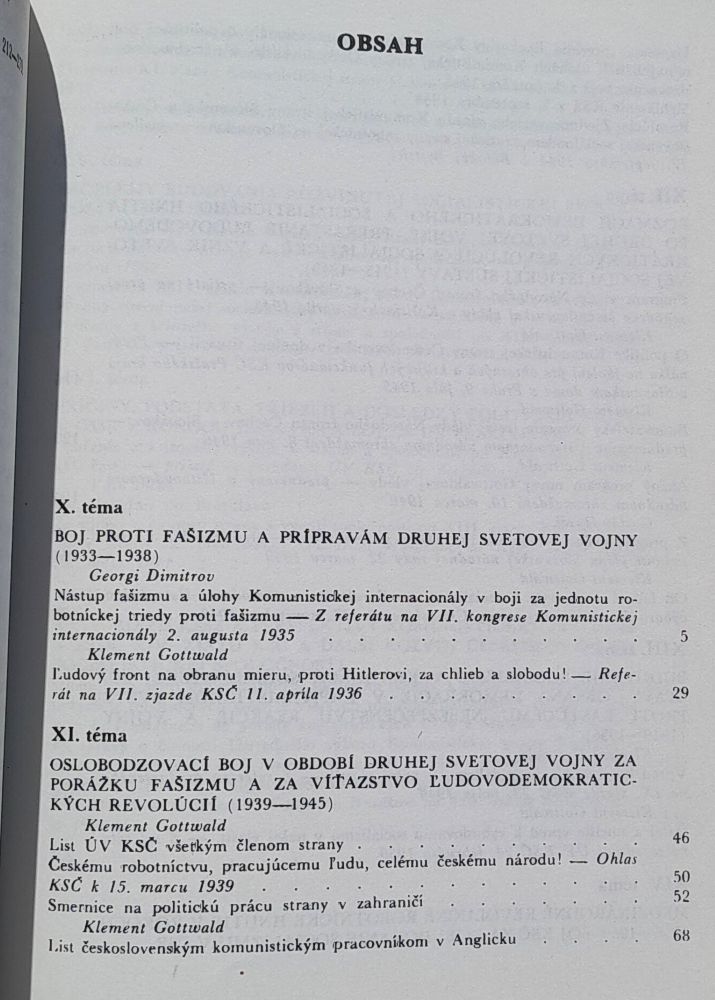 212—231
OBSAH
X. téma
BOJ PROTI FAŠIZMU A PRÍPRAVÁM DRUHEJ SVETOVEJ VOJNY
(1933—1938)
Georgi Dimitrov
Nástup fašizmu a úlohy Komunistickej internacionály v boji za jednotu ro-
botníckej triedy proti fašizmu — Z referátu na VII. kongrese Komunistickej
internacionály 2. augusta 1935 . . . . . . . . . . . . 5
Klement Gottwald
Ľudový front na obranu mieru, proti Hitlerovi, za chlieb a slobodu! — Refe-
rát na VII. zjazde KSČ 11. apríla 1936 . . . . . . . . . 29
XI. téma
OSLOBODZOVACÍ BOJ V OBDOBÍ DRUHEJ SVETOVEJ VOJNY ZA
PORÁŽKU FAŠIZMU A ZA VÍŤAZSTVO ĽUDOVODEMOKRATIC-
KÝCH REVOLÚCIÍ (1939—1945)
Klement Gottwald
List ÚV KSČ všetkým členom strany . . . . . . . . . . 46
Českému robotníctvu, pracujúcemu ľudu, celému českému národu! — Ohlas
KSČ k 15. marcu 1939 . . . . . . . . . . . . . 50
Smernice na politickú prácu strany v zahraničí . . . . . . . 52
Klement Gottwald
List československým komunistickým pracovníkom v Anglicku . . . . 68